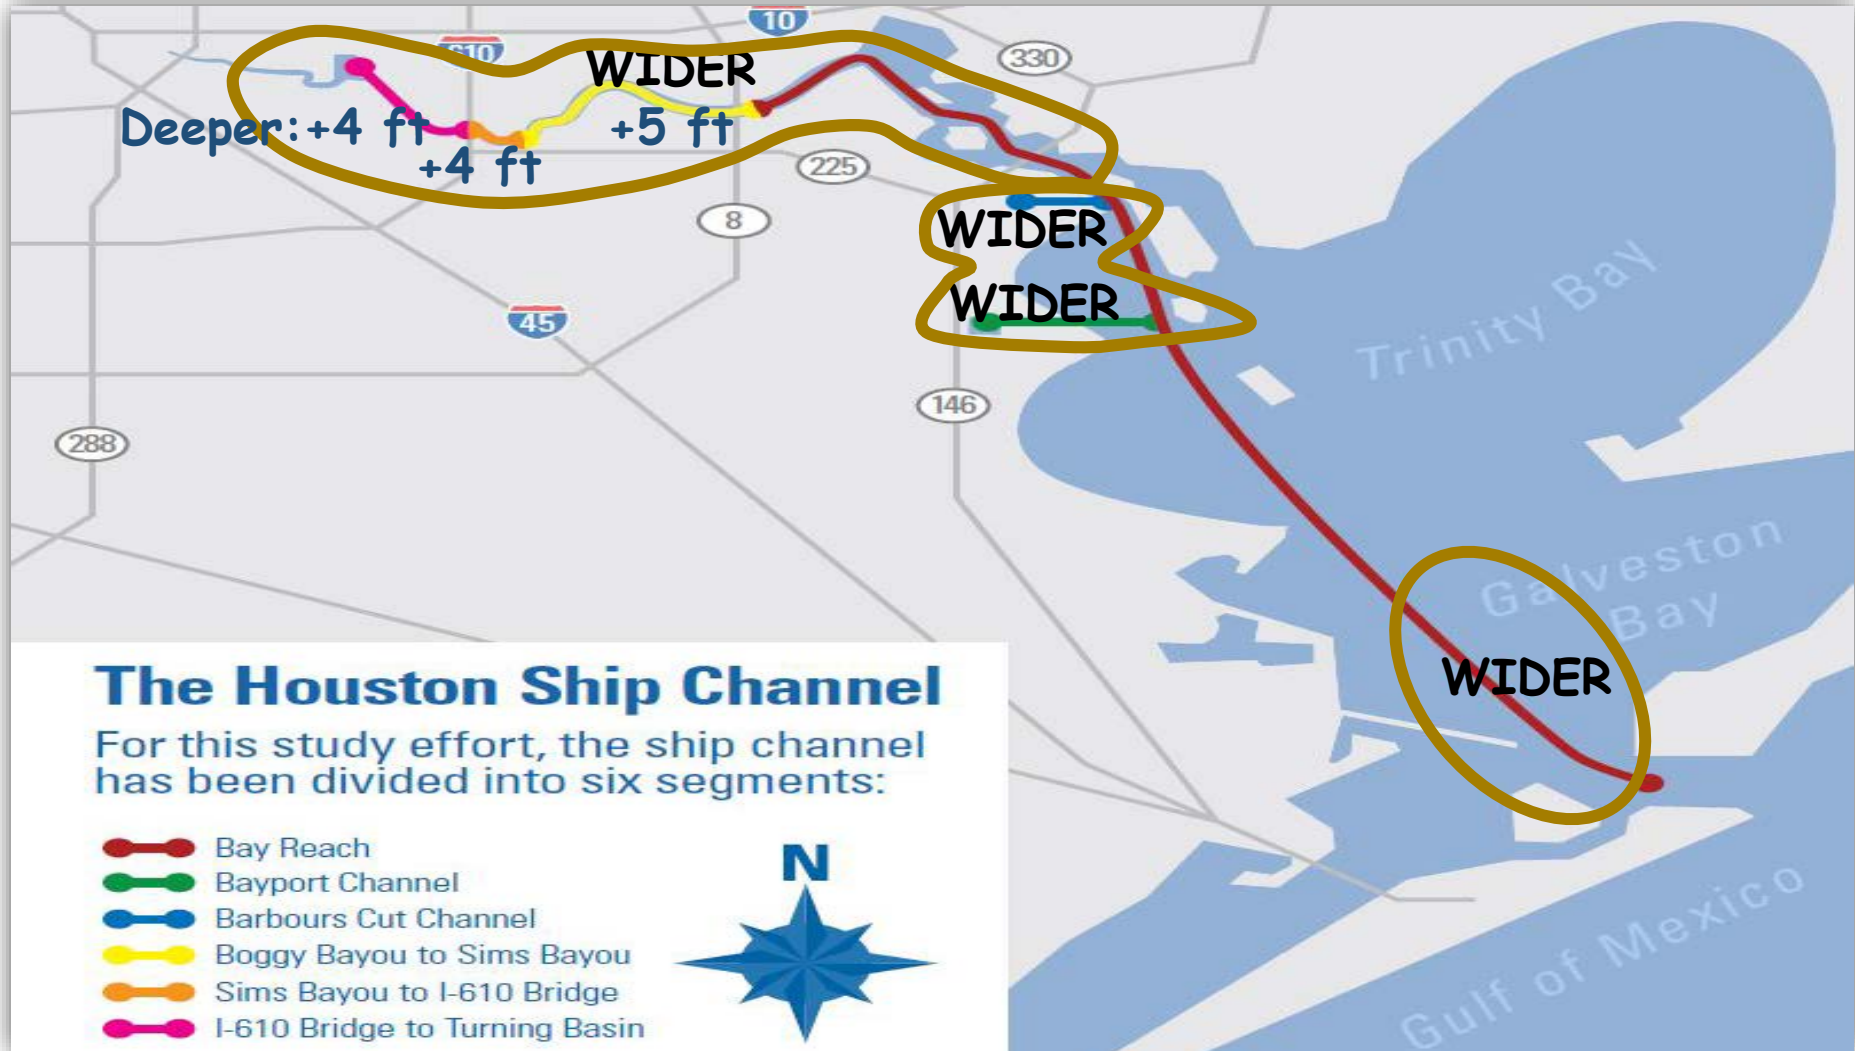 10
610
WIDER
330
Deeper:+4 ft
+5 ft
+4 ft
225
8
WIDER
WIDER
45
Trinity Bay
146
288
Galveston
Bay
WIDER
The Houston Ship Channel
For this study effort, the ship channel
has been divided into six segments:
Bay Reach
Bayport Channel
Barbours Cut Channel
Boggy Bayou to Sims Bayou
Sims Bayou to I-610 Bridge
I-610 Bridge to Turning Basin
N
Gulf of Mexico